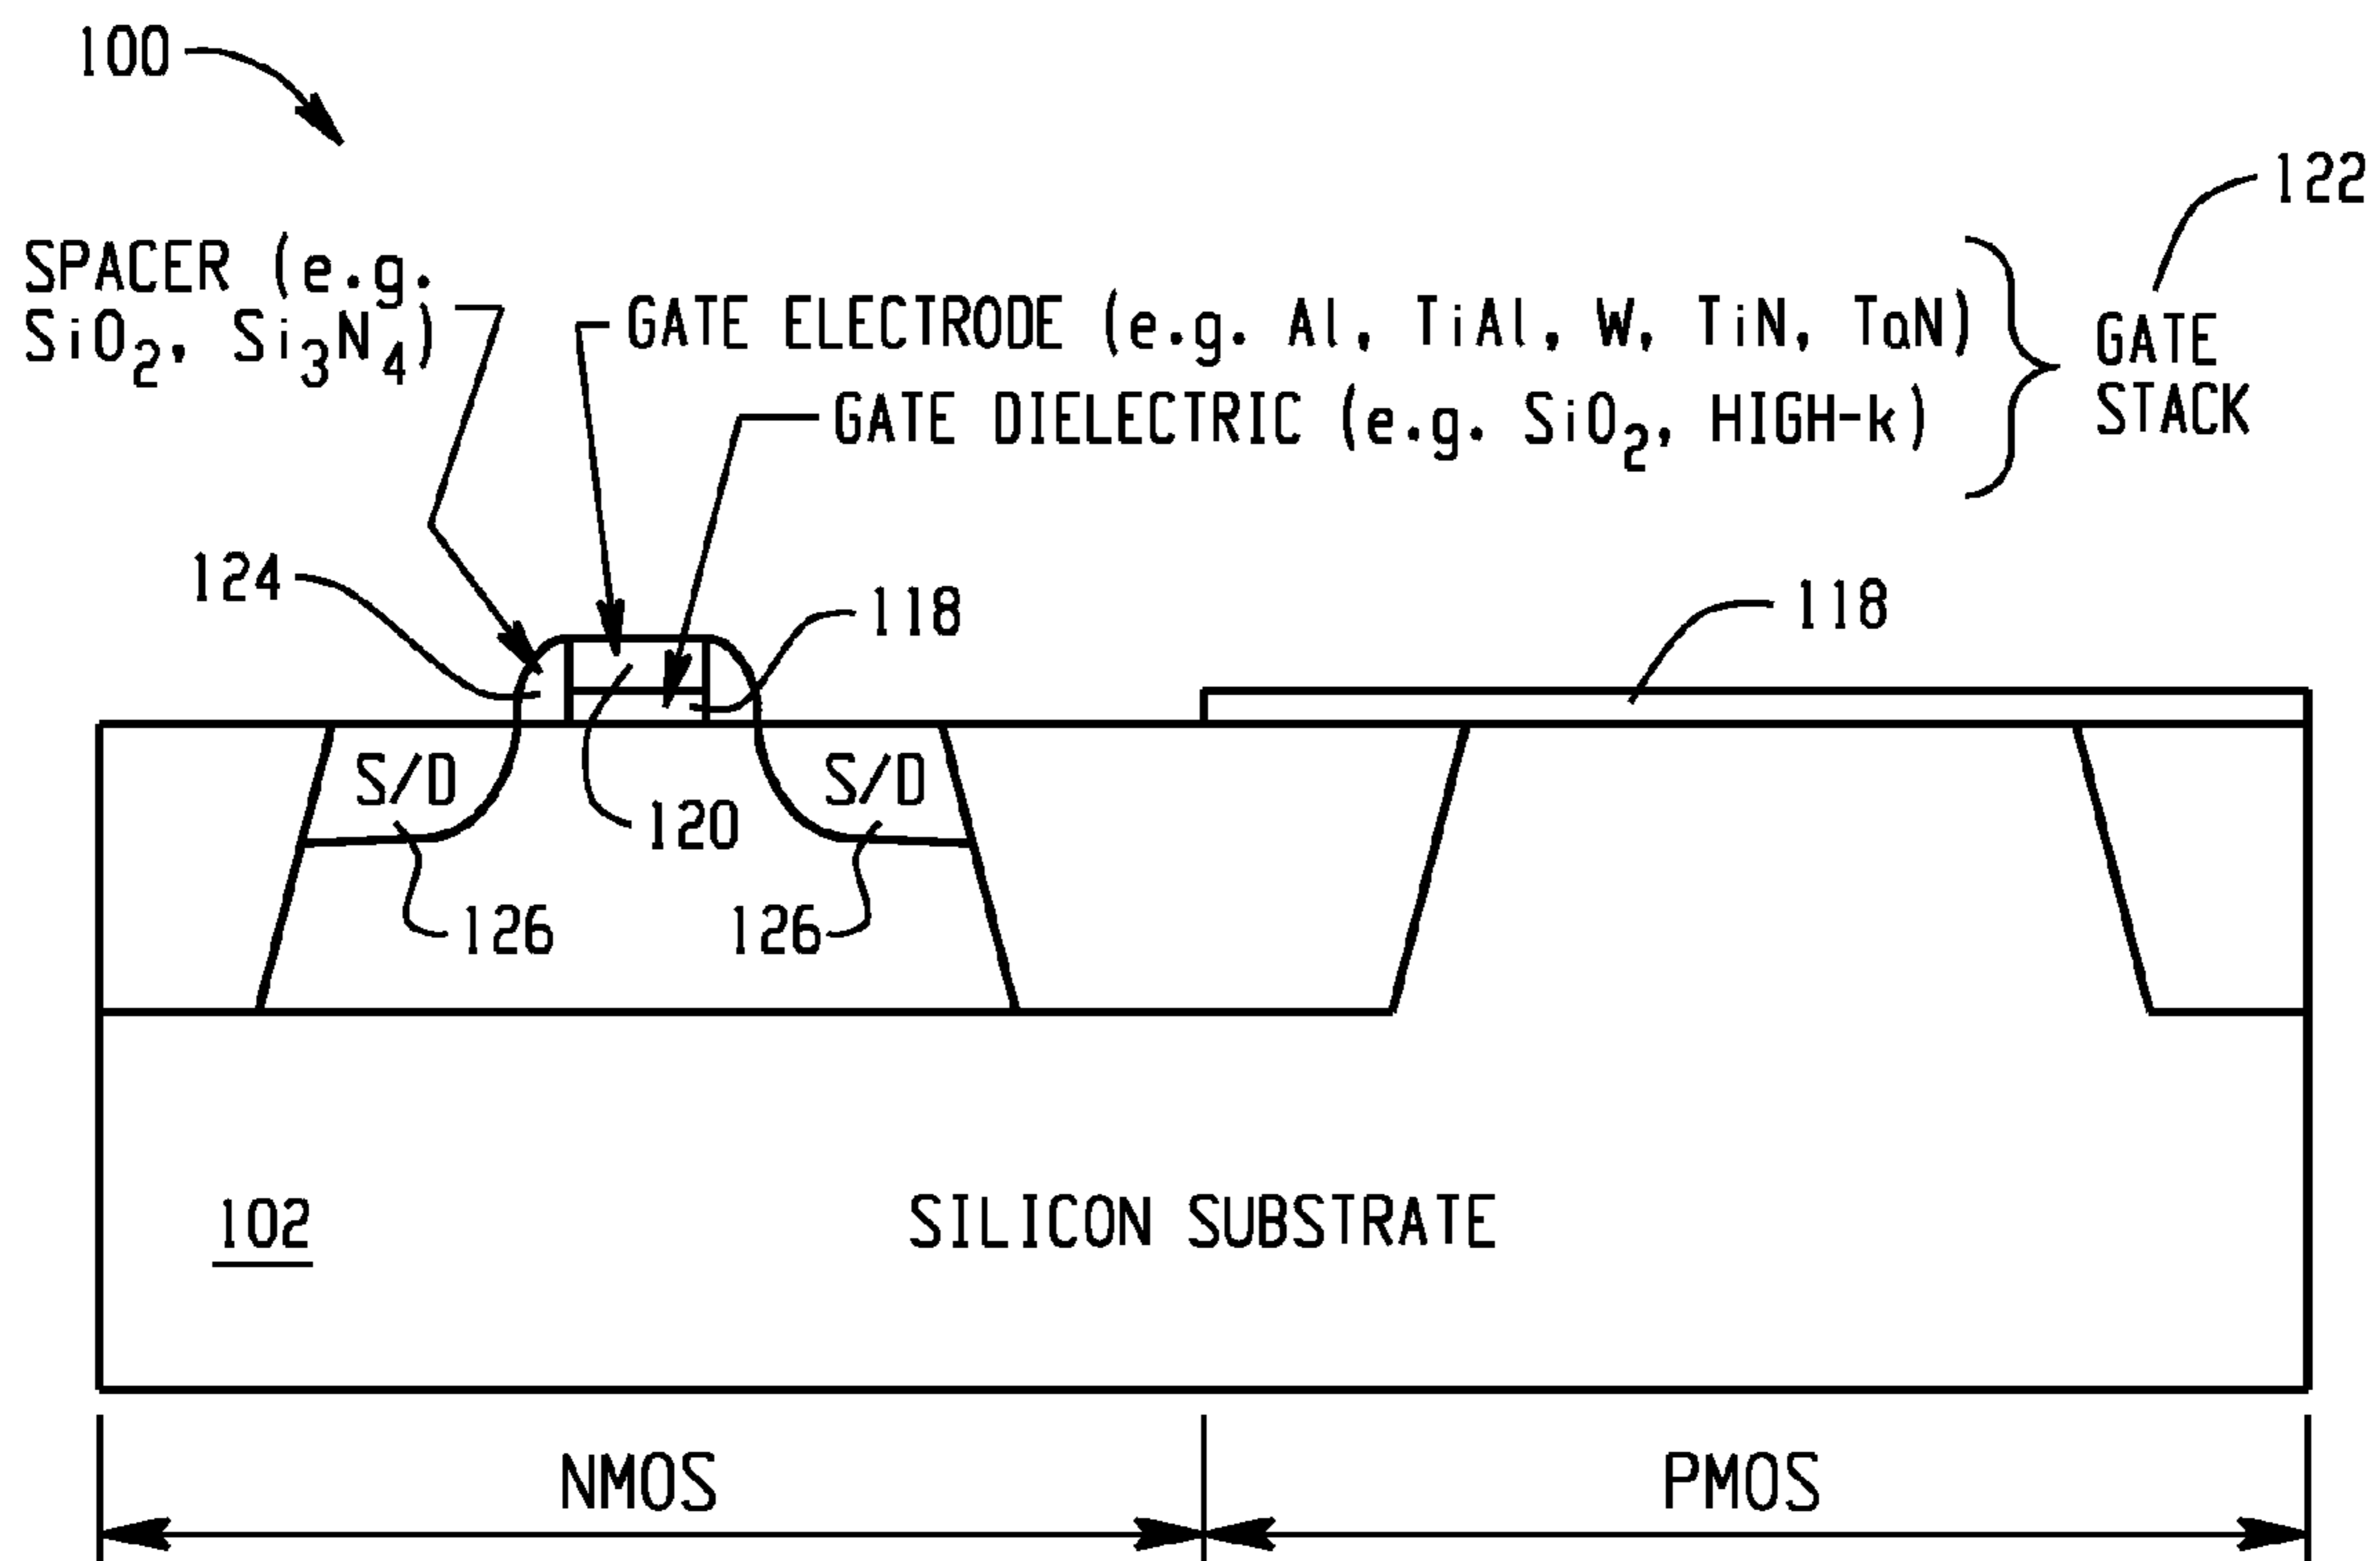 100
122
SPACER (e.g.
SiO2, Si3N4)
GATE ELECTRODE (e.g. Al, TiAl, W, TiN, TaN)
GATE DIELECTRIC (e.g. SiO2, HIGH-k)
GATE
STACK
124
118
118
S/D
S/D
120
126
126
102
SILICON SUBSTRATE
NMOS
PMOS